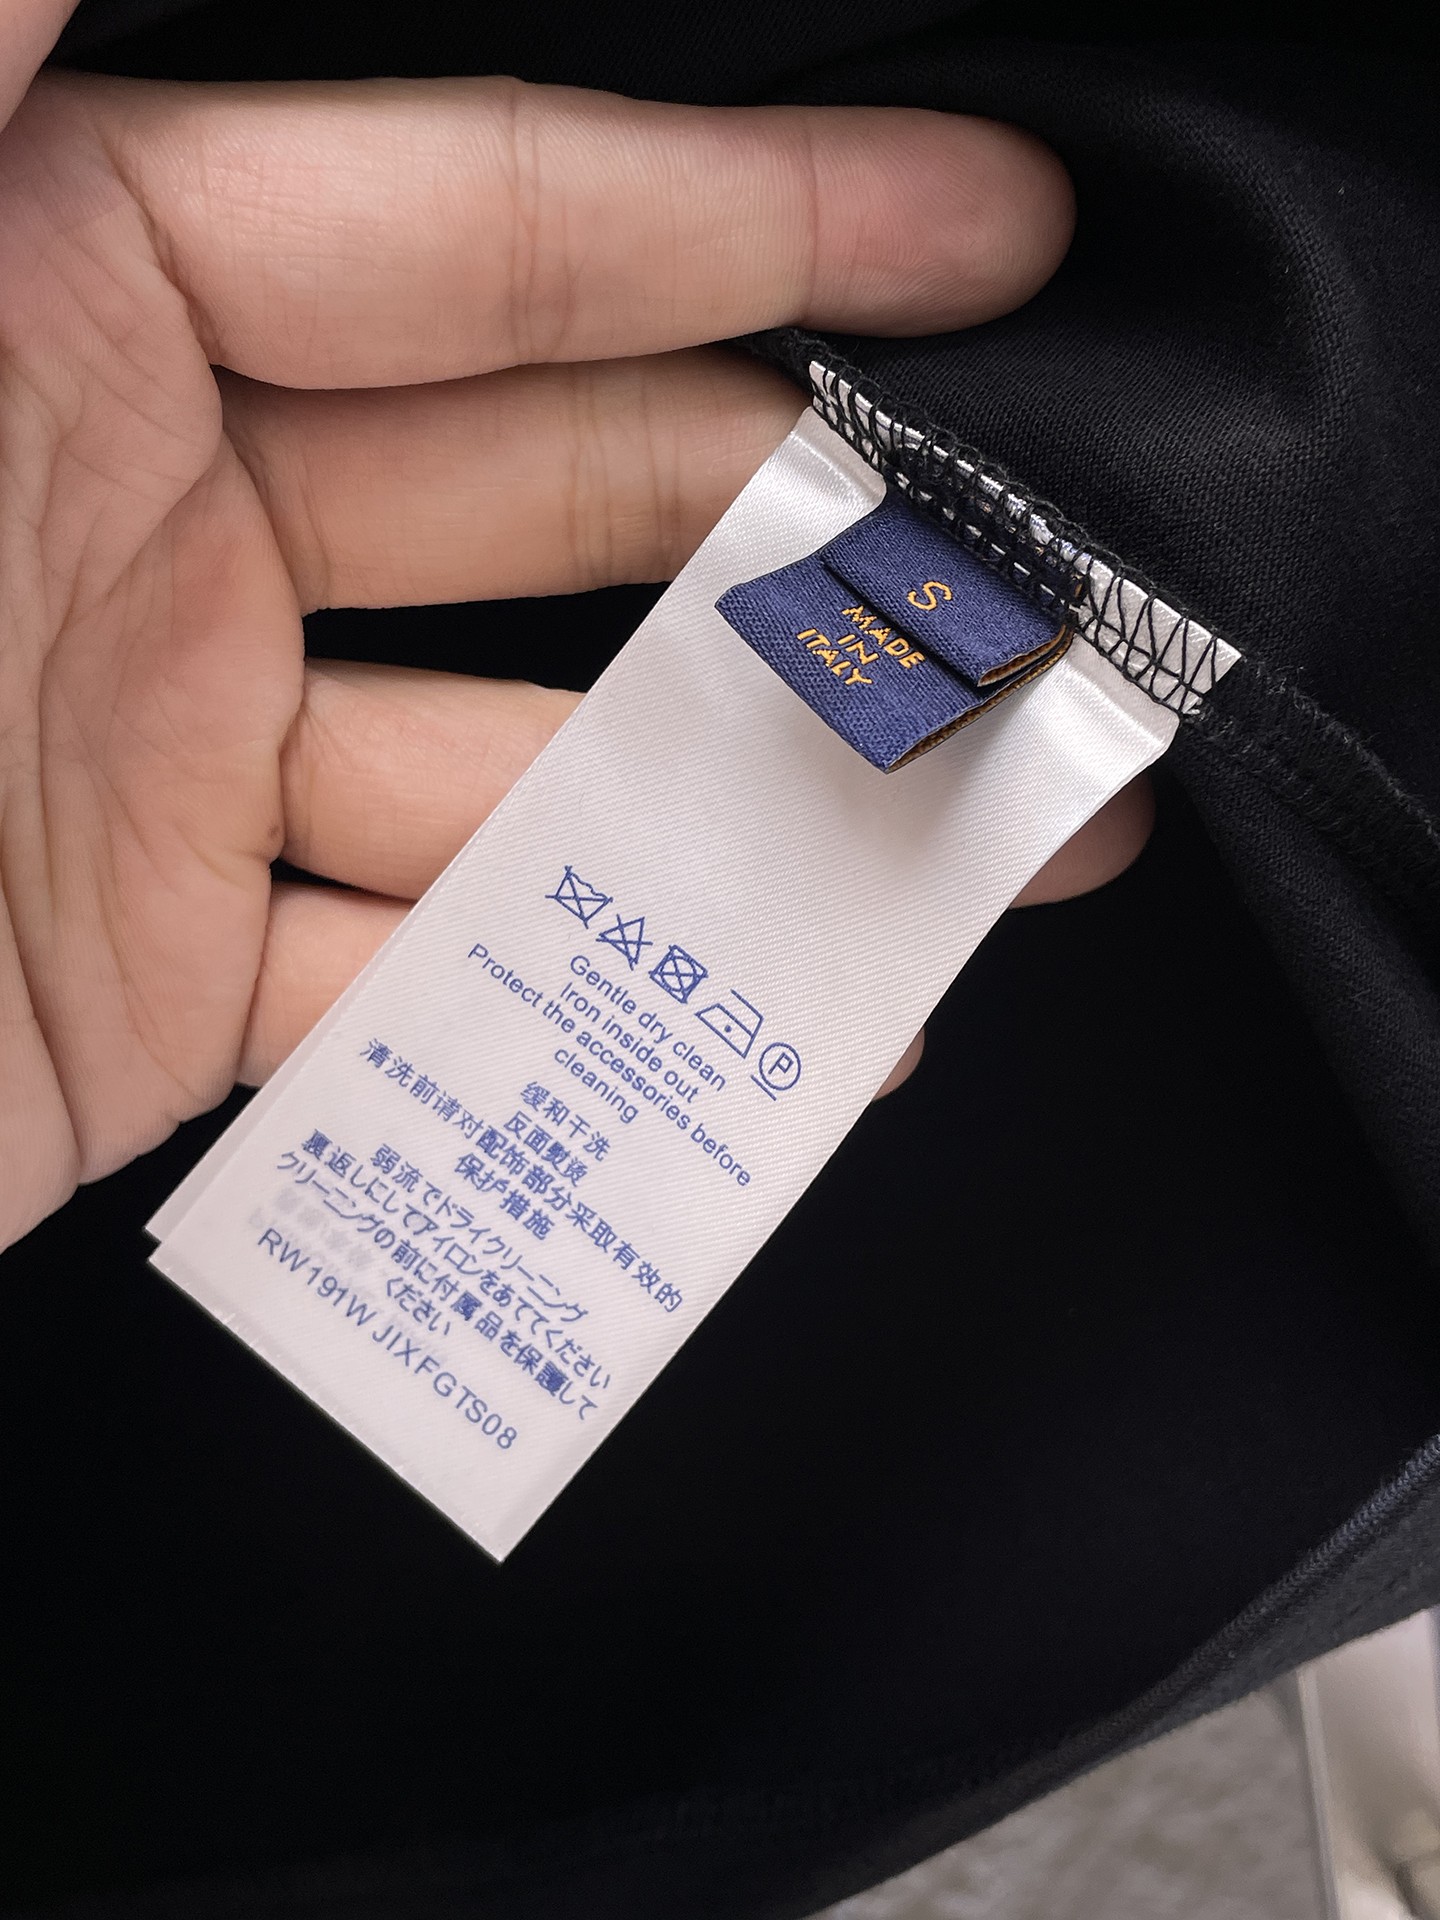 S
MADE
IN
ITALY
P
Gentle dry clean
Iron inside out
Protect the accessories before
cleaning
缓和干洗
反面熨烫
清洗前请对配饰部分采取有效的
保护措施
弱流でドライクリーニング
裏返しにしてアイロンをあててください
クリーニングの前に付属品を保護して
ください
RW191W JIXFGTS08